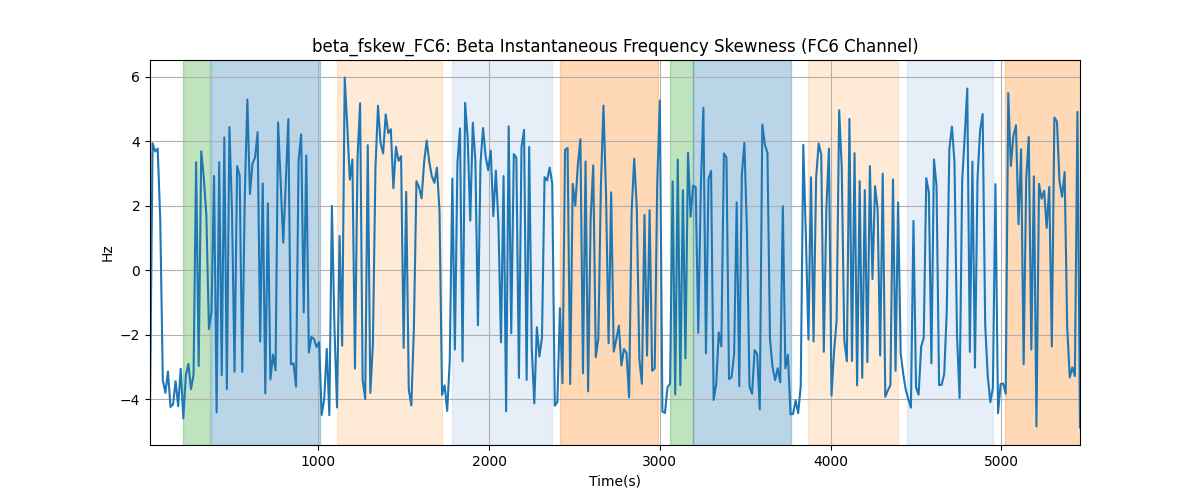 beta_fskew_FC6: Beta Instantaneous Frequency Skewness (FC6 Channel)
6
4
2
0
−2
−4
Hz
1000 2000 3000 4000 5000
Time(s)